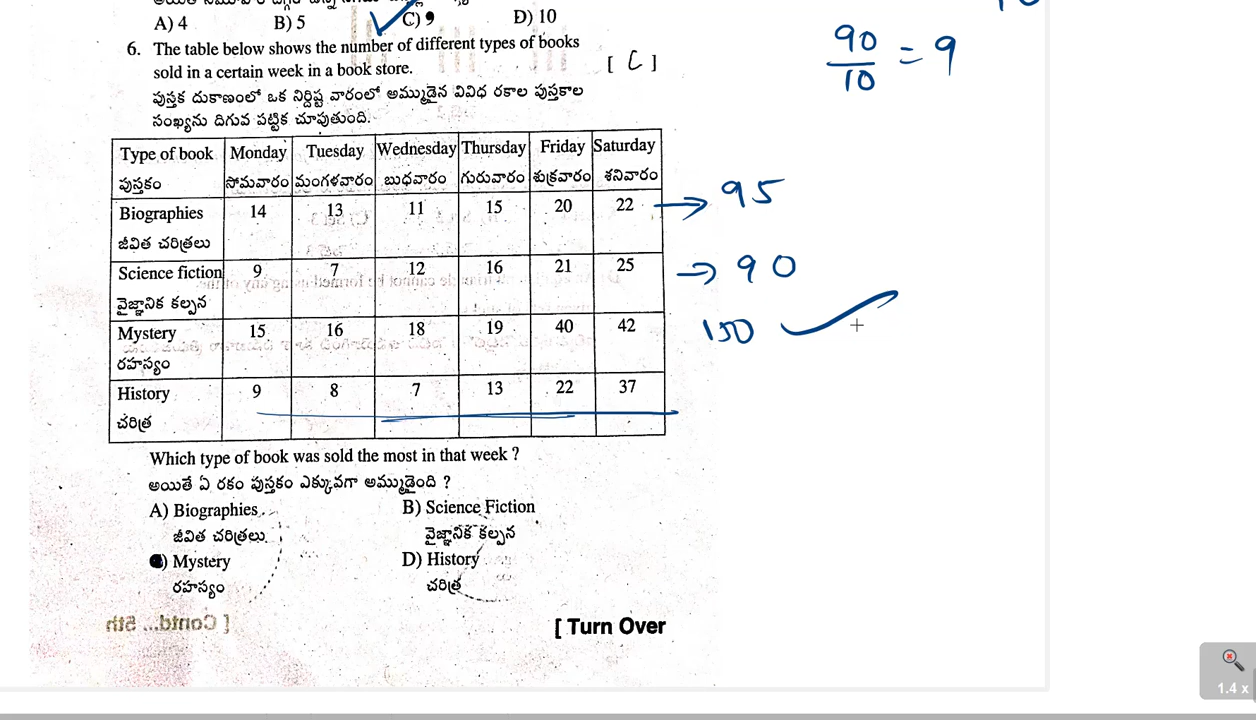 A) 4 B) 5 C) 9 D) 10
6. The table below shows the number of different types of books
sold in a certain week in a book store. [ C ]
పుస్తక దుకాణంలో ఒక నిర్దిష్ట వారంలో అమ్ముడైన వివిధ రకాల పుస్తకాల
సంఖ్యను దిగువ పట్టిక చూపుతుంది.
90
10 = 9
Type of book Monday Tuesday Wednesday Thursday Friday Saturday
పుస్తకం సోమవారం మంగళవారం బుధవారం గురువారం శుక్రవారం శనివారం
Biographies 14 13 11 15 20 22 → 95
జీవిత చరిత్రలు
Science fiction 9 7 12 16 21 25 → 90
వైజ్ఞానిక కల్పన
Mystery 15 16 18 19 40 42 150
రహస్యం
History 9 8 7 13 22 37
చరిత్ర
Which type of book was sold the most in that week ?
అయితే ఏ రకం పుస్తకం ఎక్కువగా అమ్ముడైంది ?
A) Biographies B) Science Fiction
జీవిత చరిత్రలు వైజ్ఞానిక కల్పన
) Mystery D) History
రహస్యం చరిత్ర
[ Turn Over
1.4 x